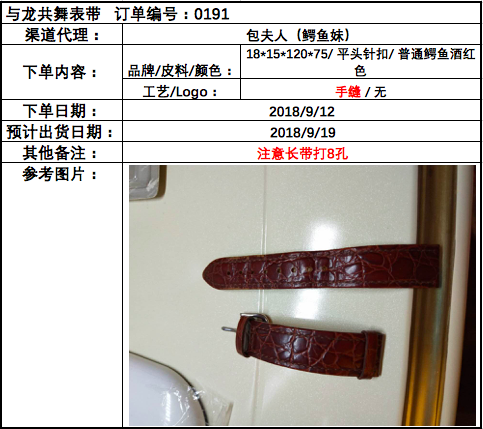 与龙共舞表带 订单编号：0191
渠道代理： 包夫人（鳄鱼妹）
下单内容： 品牌/皮料/颜色： 18*15*120*75/ 平头针扣/ 普通鳄鱼酒红
色
工艺/Logo： 手缝 / 无
下单日期： 2018/9/12
预计出货日期： 2018/9/19
其他备注： 注意长带打8孔
参考图片：